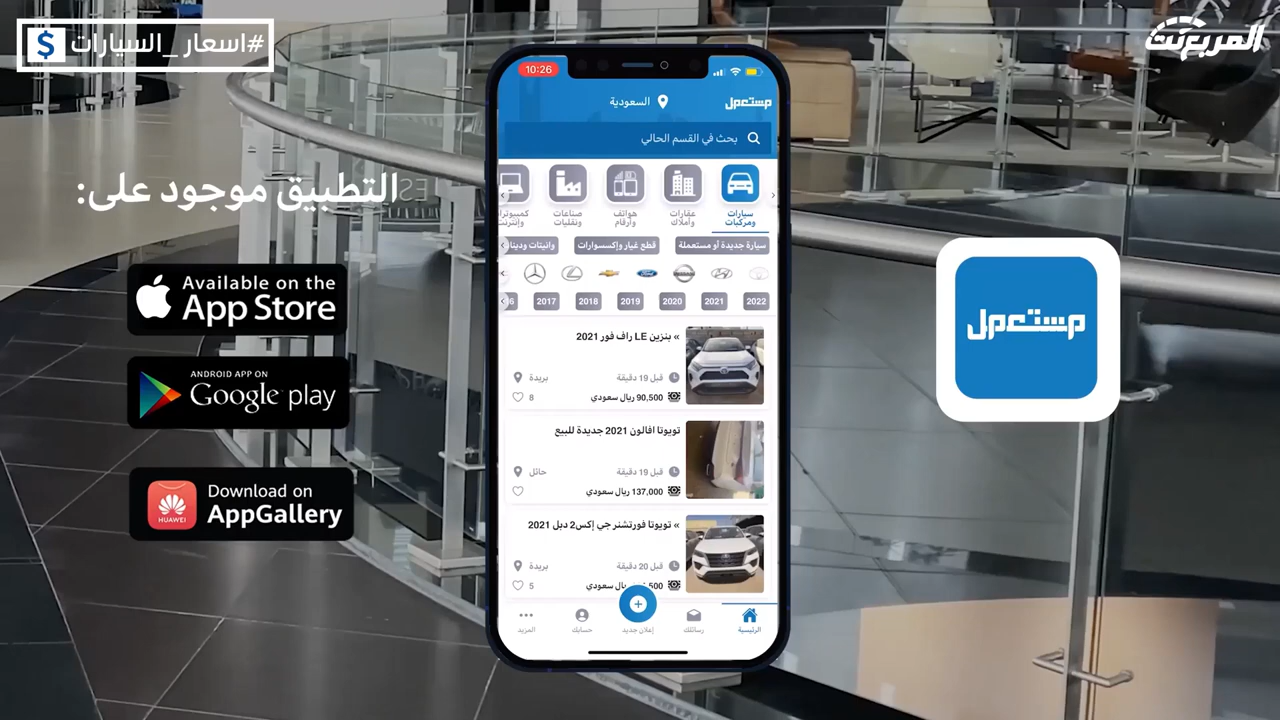 #اسعار_السيارات
المربع نت
التطبيق موجود على:
Available on the
App Store
ANDROID APP ON
Google play
HUAWEI
Download on
AppGallery
10:26
مستعمل
السعودية
بحث في القسم الحالي
سيارات ومركبات
عقارات وأملاك
هواتف وأرقام
صناعات ونقليات
كمبيوترات وإنترنت
سيارة جديدة أو مستعملة
قطع غيار وإكسسوارات
2022
2021
2020
2019
2018
2017
» بنزين LE راف فور 2021
قبل 19 دقيقة
بريدة
90,500 ريال سعودي
8
تويوتا افالون 2021 جديدة للبيع
قبل 19 دقيقة
حائل
137,000 ريال سعودي
» تويوتا فورتشنر جي إكس2 دبل 2021
قبل 20 دقيقة
بريدة
سعودي
5
الرئيسية
رسائلك
إعلان جديد
حسابك
المزيد
مستعمل